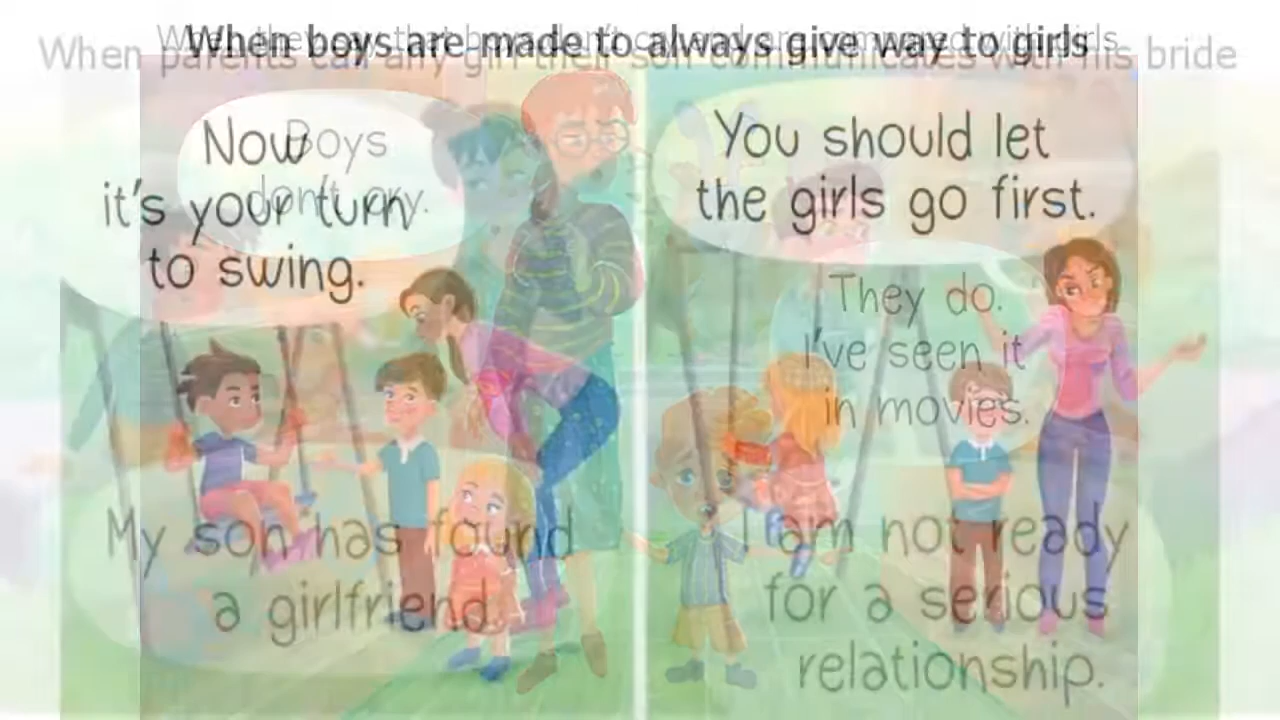 When boys are made to always give way to girls
When parents call any girl their son communicates with his bride
Now
it's your turn
to swing.
Boys
don't cry.
You should let
the girls go first.
They do.
I've seen it
in movies.
My son has found
a girlfriend.
I am not ready
for a serious
relationship.